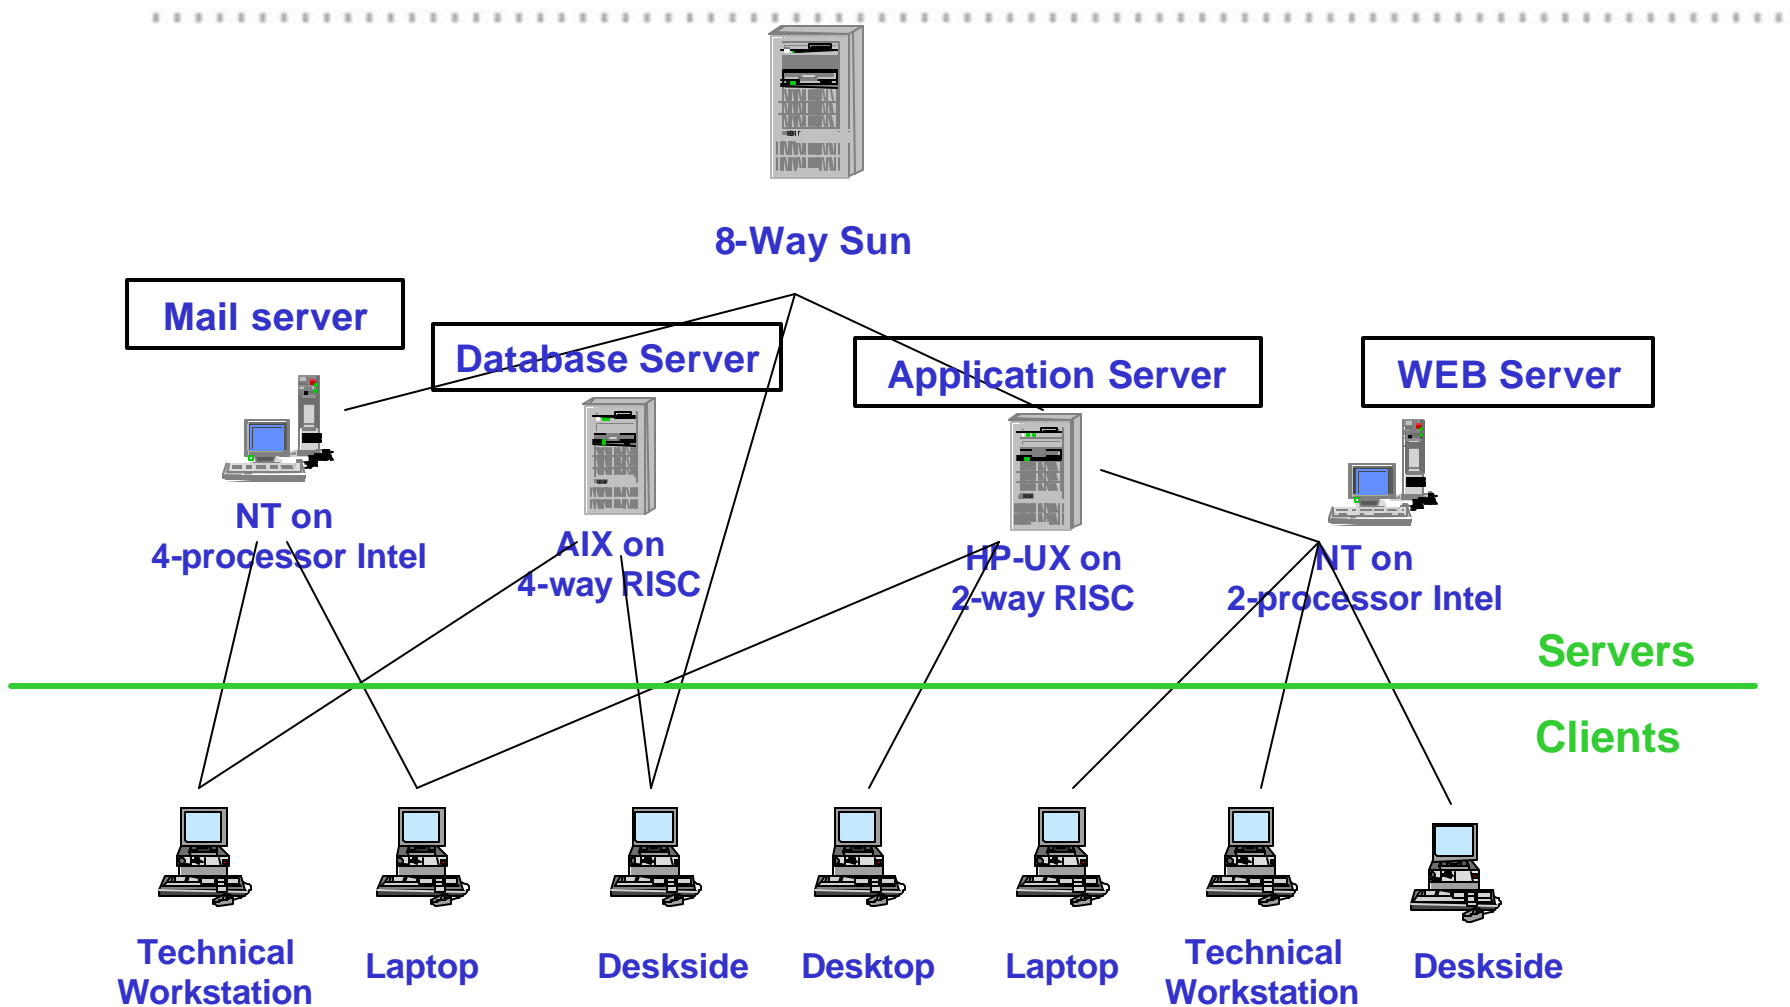 8-Way Sun
Mail server
Database Server
Application Server
WEB Server
NT on
4-processor Intel
AIX on
4-way RISC
HP-UX on
2-way RISC
NT on
2-processor Intel
Servers
Clients
Technical
Workstation
Laptop
Deskside
Desktop
Laptop
Technical
Workstation
Deskside